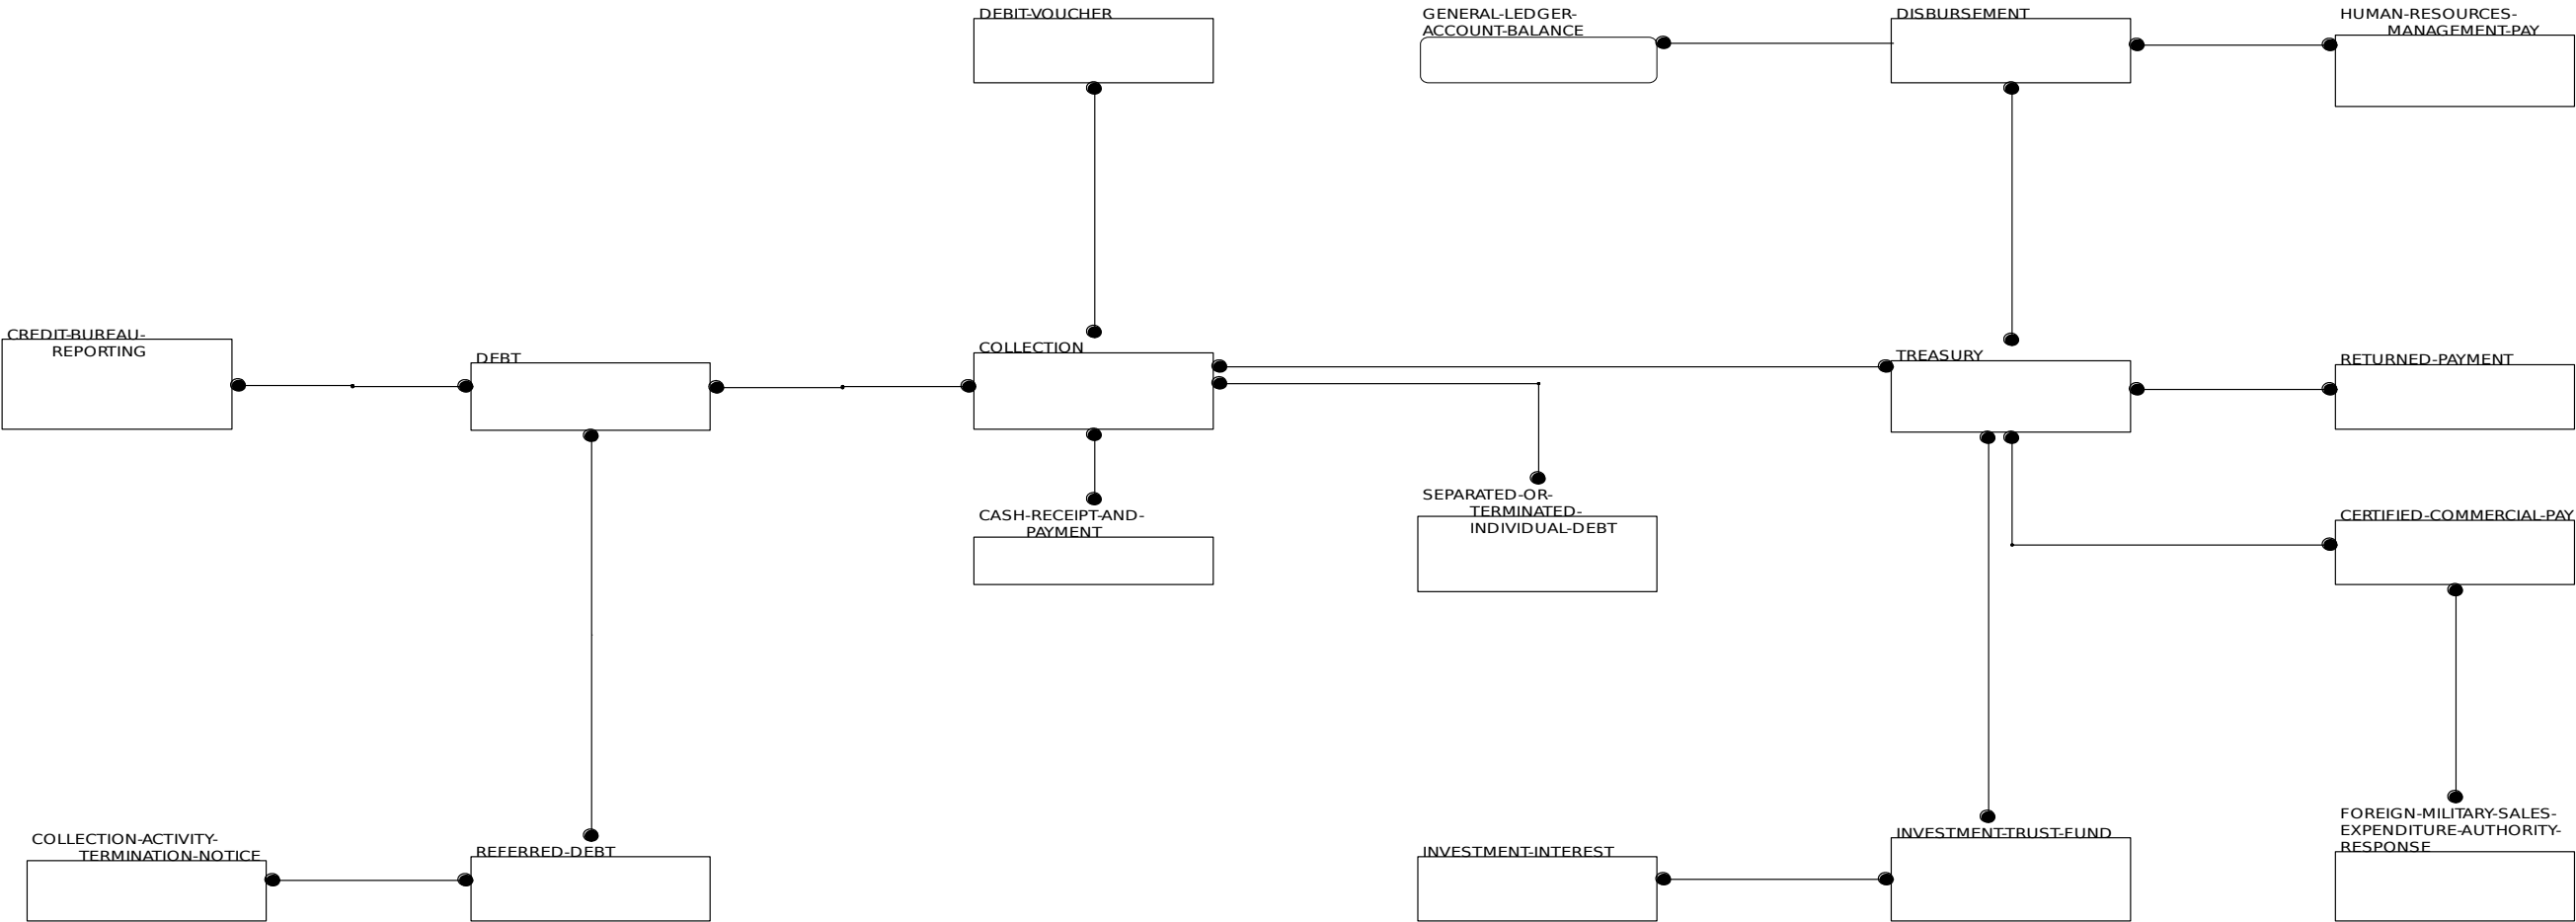 DEBIT-VOUCHER
GENERAL-LEDGER-
ACCOUNT-BALANCE
DISBURSEMENT
HUMAN-RESOURCES-
MANAGEMENT-PAY
CREDIT-BUREAU-
REPORTING
DEBT
COLLECTION
TREASURY
RETURNED-PAYMENT
CASH-RECEIPT-AND-
PAYMENT
SEPARATED-OR-
TERMINATED-
INDIVIDUAL-DEBT
CERTIFIED-COMMERCIAL-PAY
COLLECTION-ACTIVITY-
TERMINATION-NOTICE
REFERRED-DEBT
INVESTMENT-INTEREST
INVESTMENT-TRUST-FUND
FOREIGN-MILITARY-SALES-
EXPENDITURE-AUTHORITY-
RESPONSE